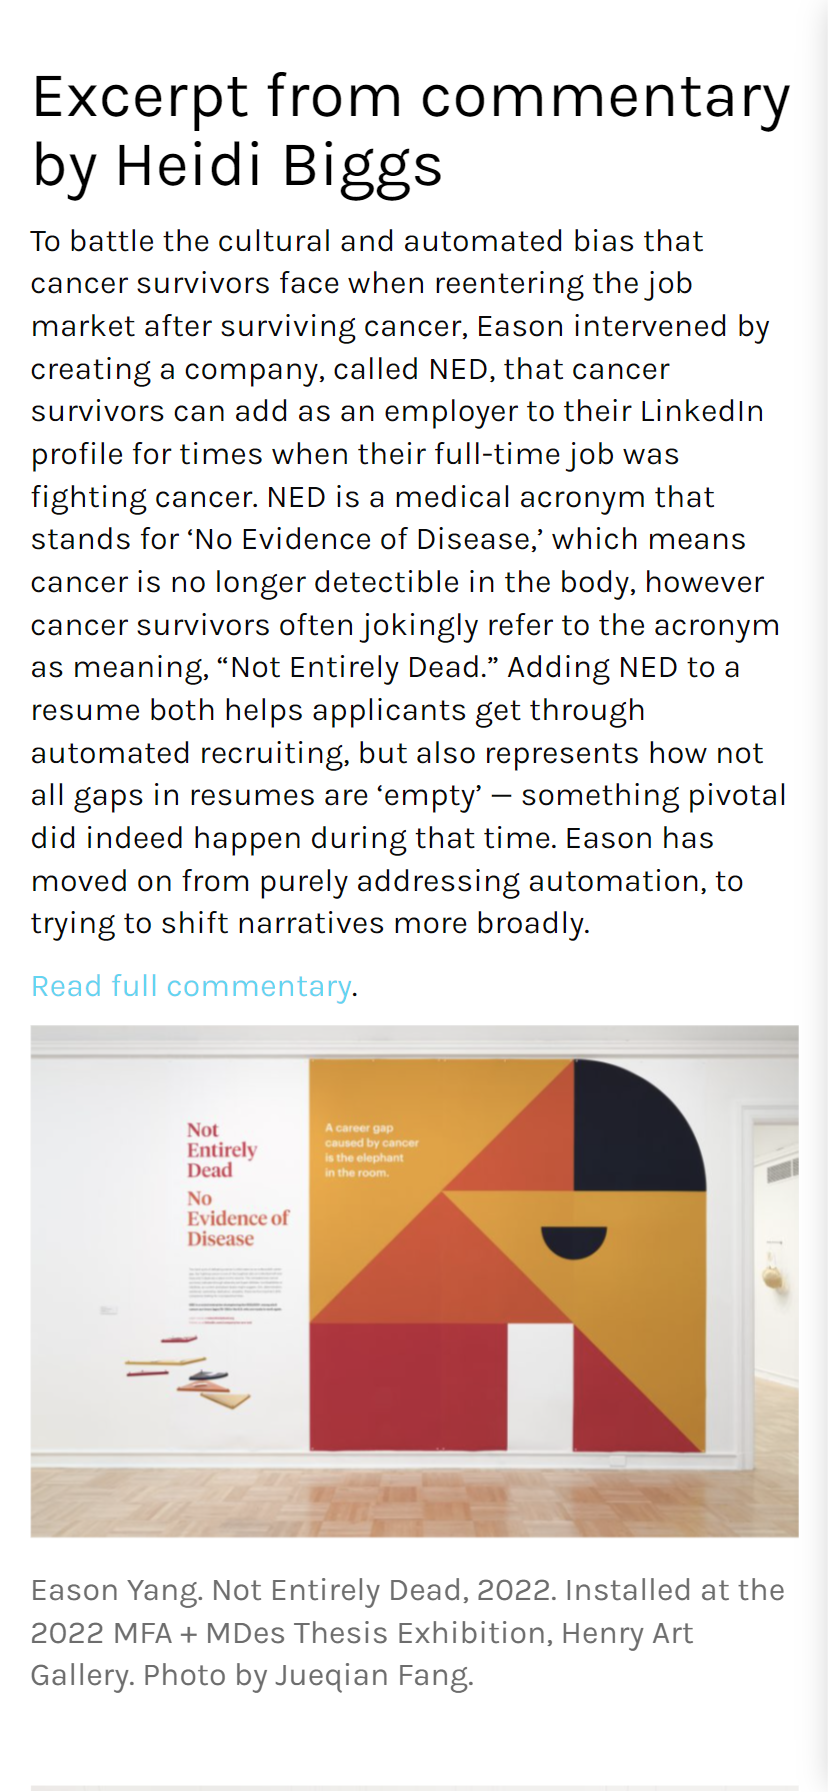 Excerpt from commentary
by Heidi Biggs
To battle the cultural and automated bias that
cancer survivors face when reentering the job
market after surviving cancer, Eason intervened by
creating a company, called NED, that cancer
survivors can add as an employer to their LinkedIn
profile for times when their full-time job was
fighting cancer. NED is a medical acronym that
stands for ‘No Evidence of Disease,’ which means
cancer is no longer detectible in the body, however
cancer survivors often jokingly refer to the acronym
as meaning, “Not Entirely Dead.” Adding NED to a
resume both helps applicants get through
automated recruiting, but also represents how not
all gaps in resumes are ‘empty’ — something pivotal
did indeed happen during that time. Eason has
moved on from purely addressing automation, to
trying to shift narratives more broadly.
Read full commentary.
Not
Entirely
Dead
No
Evidence of
Disease
A career gap
caused by cancer
is the elephant
in the room.
Eason Yang. Not Entirely Dead, 2022. Installed at the
2022 MFA + MDes Thesis Exhibition, Henry Art
Gallery. Photo by Jueqian Fang.